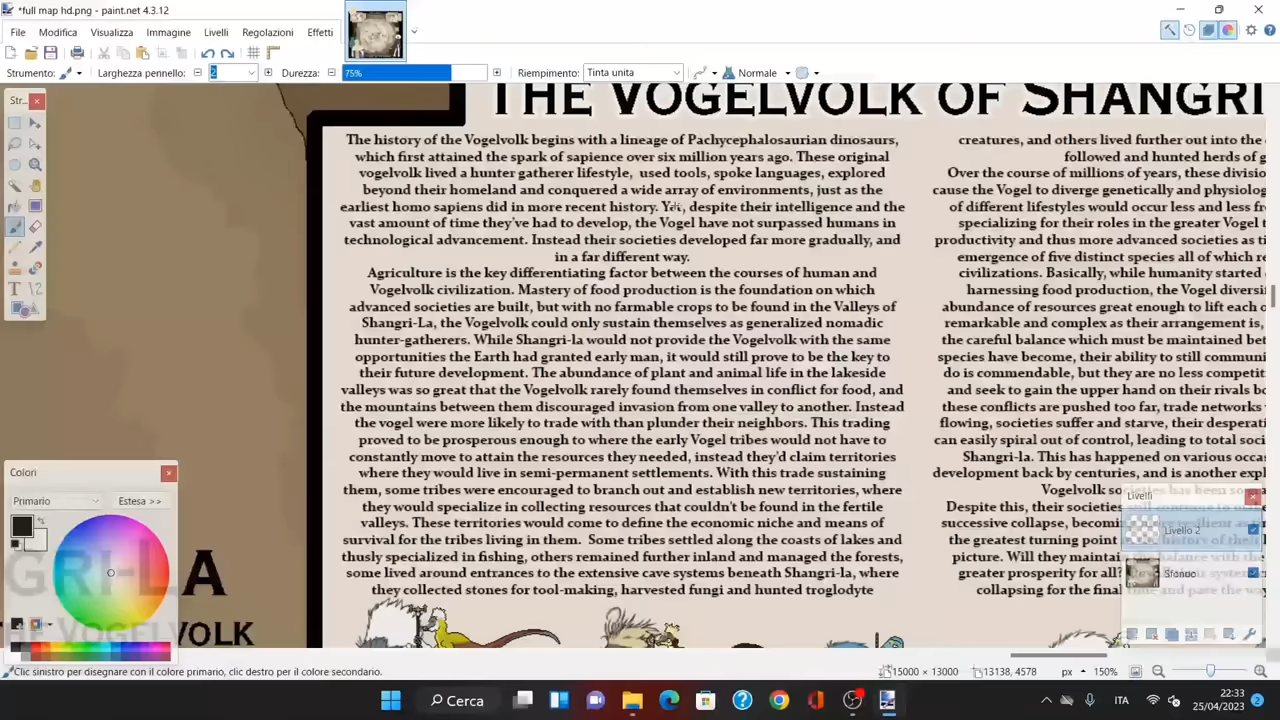 *full map hd.png - paint.net 4.3.12
File Modifica Visualizza Immagine Livelli Regolazioni Effetti
Strumento: Larghezza pennello: 2 Durezza: 75% Riempimento: Tinta unita Normale
Str...
THE VOGELVOLK OF SHANGRI
The history of the Vogelvolk begins with a lineage of Pachycephalosaurian dinosaurs,
which first attained the spark of sapience over six million years ago. These original
vogelvolk lived a hunter gatherer lifestyle, used tools, spoke languages, explored
beyond their homeland and conquered a wide array of environments, just as the
earliest homo sapiens did in more recent history. Yet, despite their intelligence and the
vast amount of time they've had to develop, the Vogel have not surpassed humans in
technological advancement. Instead their societies developed far more gradually, and
in a far different way.
Agriculture is the key differentiating factor between the courses of human and
Vogelvolk civilization. Mastery of food production is the foundation on which
advanced societies are built, but with no farmable crops to be found in the Valleys of
Shangri-La, the Vogelvolk could only sustain themselves as generalized nomadic
hunter-gatherers. While Shangri-la would not provide the Vogelvolk with the same
opportunities the Earth had granted early man, it would still prove to be the key to
their future development. The abundance of plant and animal life in the lakeside
valleys was so great that the Vogelvolk rarely found themselves in conflict for food, and
the mountains between them discouraged invasion from one valley to another. Instead
the vogel were more likely to trade with than plunder their neighbors. This trading
proved to be prosperous enough to where the early Vogel tribes would not have to
constantly move to attain the resources they needed, instead they'd claim territories
where they would live in semi-permanent settlements. With this trade sustaining
them, some tribes were encouraged to branch out and establish new territories, where
they would specialize in collecting resources that couldn't be found in the fertile
valleys. These territories would come to define the economic niche and means of
survival for the tribes living in them. Some tribes settled along the coasts of lakes and
thusly specialized in fishing, others remained further inland and managed the forests,
some lived around entrances to the extensive cave systems beneath Shangri-la, where
they collected stones for tool-making, harvested fungi and hunted troglodyte
creatures, and others lived further out into the
followed and hunted herds of g
Over the course of millions of years, these divisio
cause the Vogel to diverge genetically and physiolog
of different lifestyles would occur less and less fr
specializing for their roles in the greater Vogel t
productivity and thus more advanced societies as ti
emergence of five distinct species all of which re
civilizations. Basically, while humanity started
harnessing food production, the Vogel diversi
abundance of resources great enough to lift each o
remarkable and complex as their arrangement is,
the careful balance which must be maintained bet
species have become, their ability to still communi
do is commendable, but they are no less competit
and seek to gain the upper hand on their rivals b
these conflicts are pushed too far, trade networks
flowing, societies suffer and starve, their desperati
can easily spiral out of control, leading to total soci
Shangri-la. This has happened on various occas
development back by centuries, and is another expl
Vogelvolk societies has been so
Despite this, their societies
successive collapse, becomi
the greatest turning point
picture. Will they maintain balance with the
greater prosperity for all?
collapsing for the final
Colori
Primario
Estesa >>
GRI-LA
THE VOGELVOLK
Livelli
Livello 2
Sfondo
Clic sinistro per disegnare con il colore primario, clic destro per il colore secondario.
15000 × 13000 13138, 4578 px 150%
Cerca
ITA
22:33
25/04/2023
2